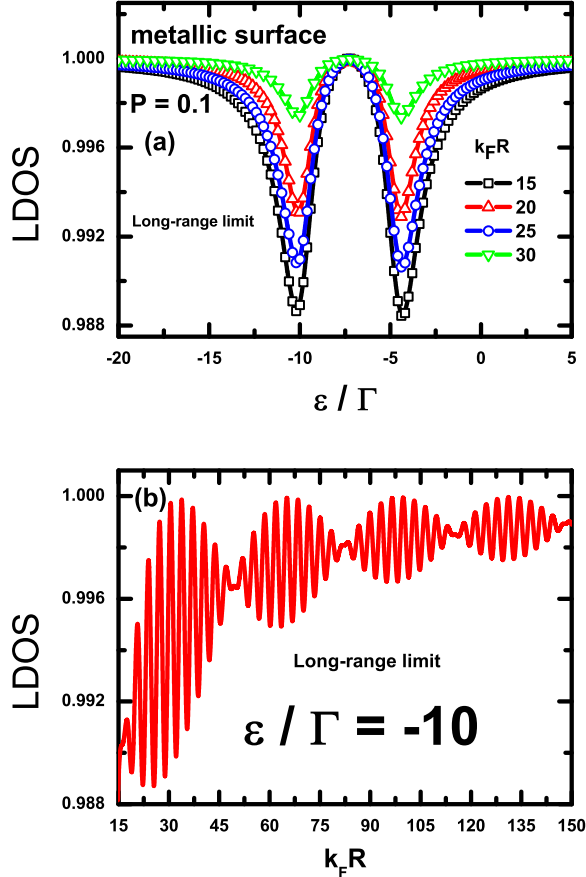 metallic surface
P = 0.1
(a)
Long-range limit
k_F R
15
20
25
30
LDOS
1.000
0.996
0.992
0.988
-20 -15 -10 -5 0 5
ε / Γ
(b)
LDOS
1.000
0.996
0.992
0.988
Long-range limit
ε / Γ = -10
15 30 45 60 75 90 105 120 135 150
k_F R